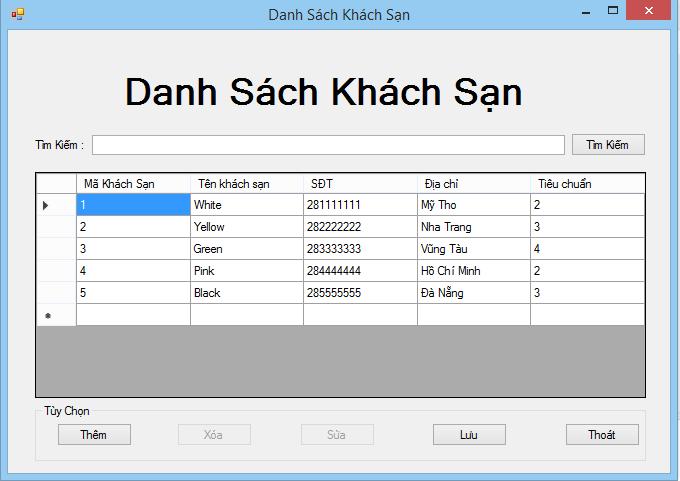 Danh Sách Khách Sạn
Danh Sách Khách Sạn
Tìm Kiếm : Tìm Kiếm
Mã Khách Sạn Tên khách sạn SĐT Địa chỉ Tiêu chuẩn
1 White 281111111 Mỹ Tho 2
2 Yellow 282222222 Nha Trang 3
3 Green 283333333 Vũng Tàu 4
4 Pink 284444444 Hồ Chí Minh 2
5 Black 285555555 Đà Nẵng 3
Tùy Chọn
Thêm Xóa Sửa Lưu Thoát